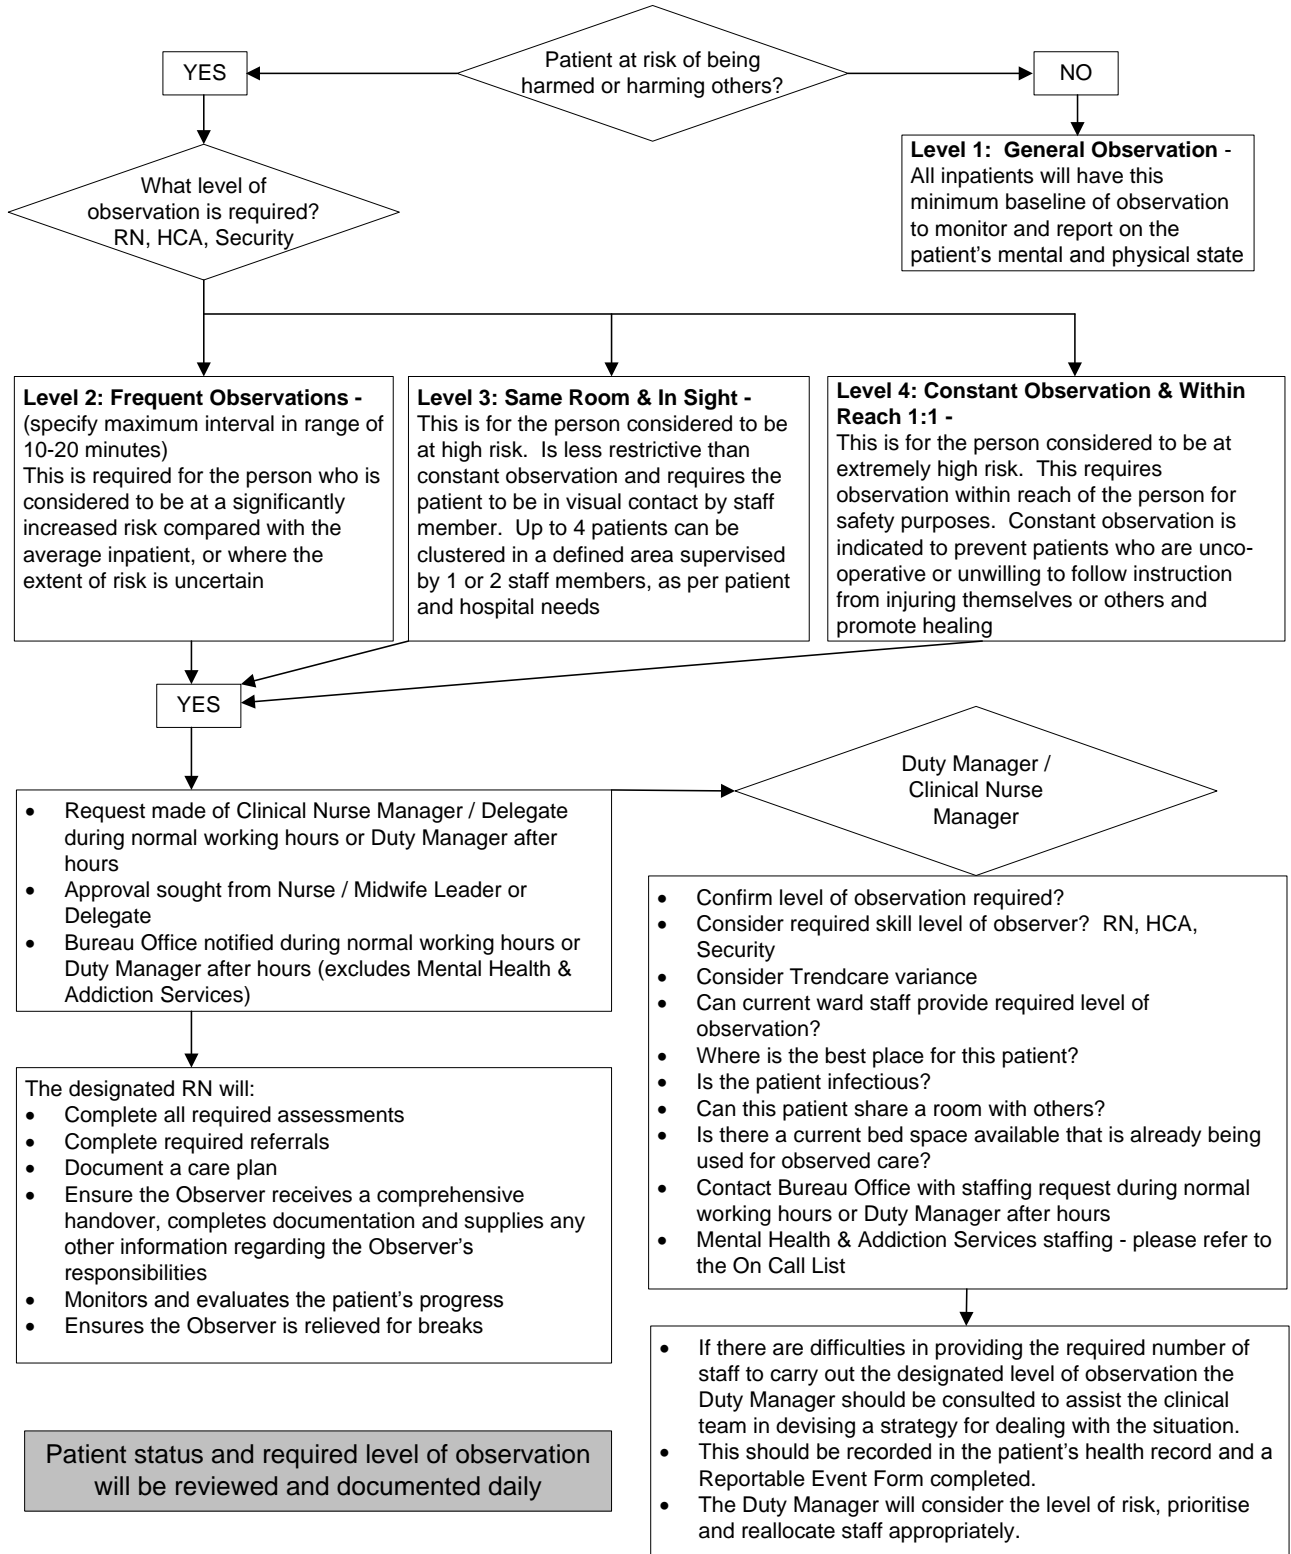 Patient at risk of being
harmed or harming others?
YES
NO
Level 1:  General Observation -
All inpatients will have this
minimum baseline of observation
to monitor and report on the
patient's mental and physical state
What level of
observation is required?
RN, HCA, Security
Level 2: Frequent Observations -
(specify maximum interval in range of
10-20 minutes)
This is required for the person who is
considered to be at a significantly
increased risk compared with the
average inpatient, or where the
extent of risk is uncertain
Level 3: Same Room & In Sight -
This is for the person considered to be
at high risk.  Is less restrictive than
constant observation and requires the
patient to be in visual contact by staff
member.  Up to 4 patients can be
clustered in a defined area supervised
by 1 or 2 staff members, as per patient
and hospital needs
Level 4: Constant Observation & Within
Reach 1:1 -
This is for the person considered to be at
extremely high risk.  This requires
observation within reach of the person for
safety purposes.  Constant observation is
indicated to prevent patients who are unco-
operative or unwilling to follow instruction
from injuring themselves or others and
promote healing
YES
• Request made of Clinical Nurse Manager / Delegate
during normal working hours or Duty Manager after
hours
• Approval sought from Nurse / Midwife Leader or
Delegate
• Bureau Office notified during normal working hours or
Duty Manager after hours (excludes Mental Health &
Addiction Services)
Duty Manager /
Clinical Nurse
Manager
• Confirm level of observation required?
• Consider required skill level of observer?  RN, HCA,
Security
• Consider Trendcare variance
• Can current ward staff provide required level of
observation?
• Where is the best place for this patient?
• Is the patient infectious?
• Can this patient share a room with others?
• Is there a current bed space available that is already being
used for observed care?
• Contact Bureau Office with staffing request during normal
working hours or Duty Manager after hours
• Mental Health & Addiction Services staffing - please refer to
the On Call List
The designated RN will:
• Complete all required assessments
• Complete required referrals
• Document a care plan
• Ensure the Observer receives a comprehensive
handover, completes documentation and supplies any
other information regarding the Observer's
responsibilities
• Monitors and evaluates the patient's progress
• Ensures the Observer is relieved for breaks
• If there are difficulties in providing the required number of
staff to carry out the designated level of observation the
Duty Manager should be consulted to assist the clinical
team in devising a strategy for dealing with the situation.
• This should be recorded in the patient's health record and a
Reportable Event Form completed.
• The Duty Manager will consider the level of risk, prioritise
and reallocate staff appropriately.
Patient status and required level of observation
will be reviewed and documented daily